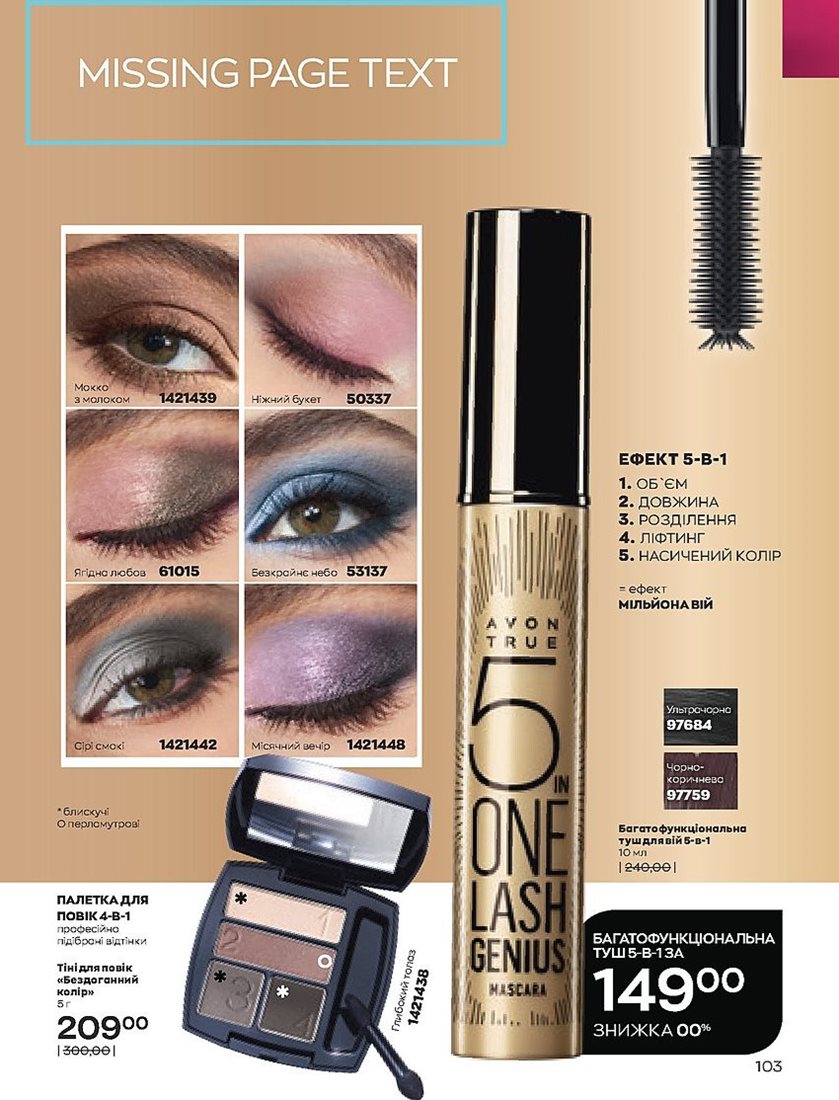 MISSING PAGE TEXT
Мокко
з молоком 1421439
Ніжний букет 50337
Ягідна любов 61015
Безкрайнє небо 53137
Сірі смокі 1421442
Місячний вечір 1421448
* блискучі
О перламутрові
ПАЛЕТКА ДЛЯ
ПОВІК 4-В-1
професійно
підібрані відтінки
Тіні для повік
«Бездоганний
колір»
5 г
209⁰⁰
|300,00|
* 1
2 О
* 3
* 4
Глибокий топаз
1421438
AVON
TRUE
5
IN
ONE
LASH
GENIUS
MASCARA
ЕФЕКТ 5-В-1
1. ОБ`ЄМ
2. ДОВЖИНА
3. РОЗДІЛЕННЯ
4. ЛІФТИНГ
5. НАСИЧЕНИЙ КОЛІР
= ефект
МІЛЬЙОНА ВІЙ
Ультрачорна
97684
Чорно-
коричнева
97759
Багатофункціональна
туш для вій 5-в-1
10 мл
|240,00|
БАГАТОФУНКЦІОНАЛЬНА
ТУШ 5-В-1 ЗА
149⁰⁰
ЗНИЖКА 00%
103